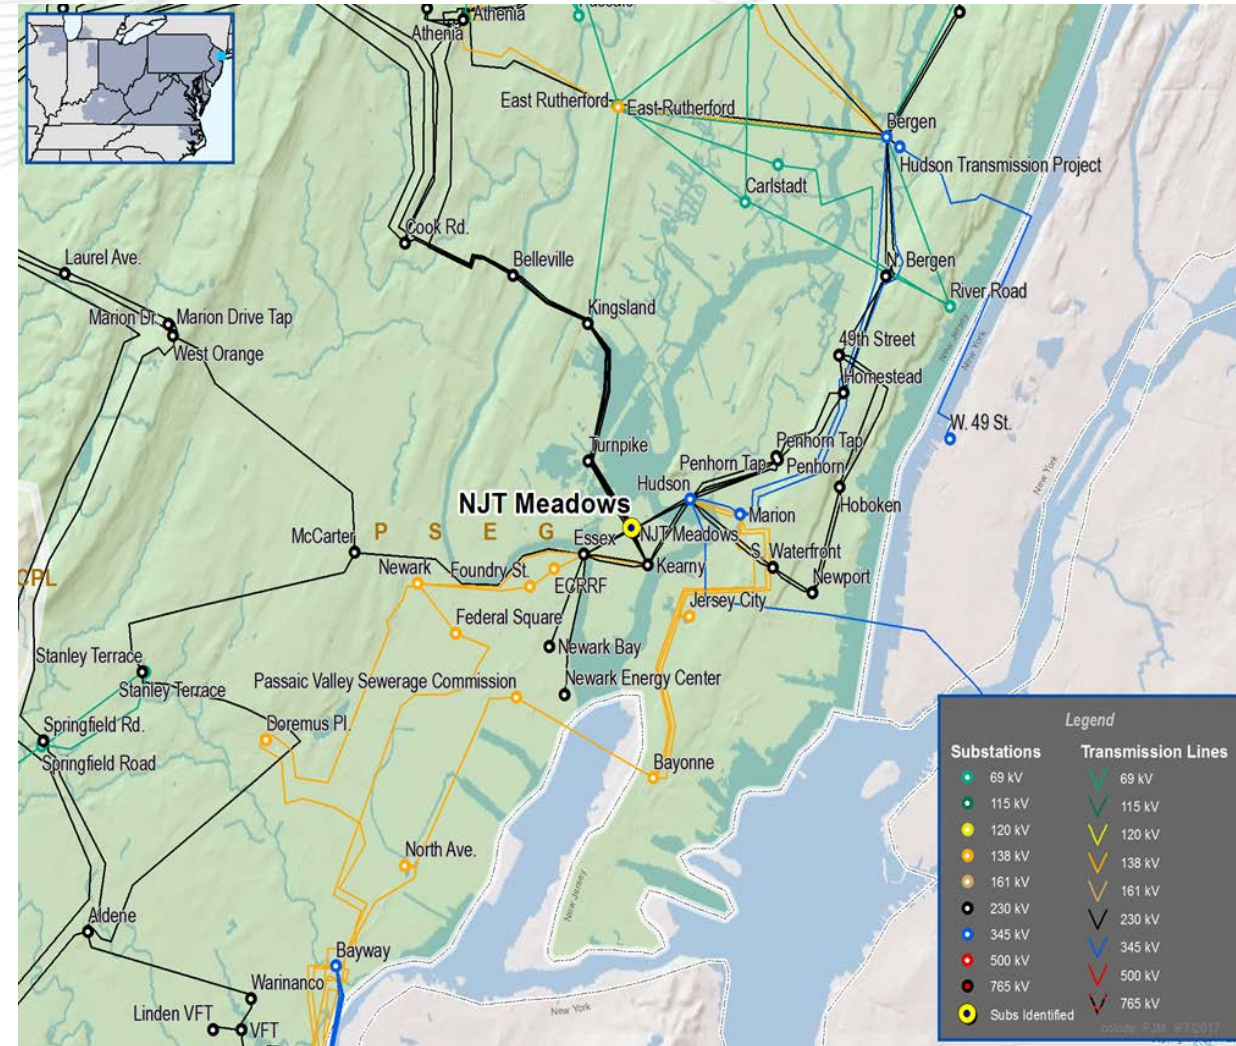 Athenia
Athenia
East Rutherford
East Rutherford
Bergen
Hudson Transmission Project
Carlstadt
Cook Rd.
Laurel Ave.
Belleville
N. Bergen
River Road
Marion Dr.
Marion Drive Tap
Kingsland
New Jersey
New York
West Orange
49th Street
Homestead
W. 49 St.
Turnpike
Penhorn Tap
Penhorn Tap
Penhorn
New York
Hudson
Hoboken
NJT Meadows
Marion
McCarter
P S E G
Essex
NJT Meadows
S. Waterfront
CPL
Newark
Foundry St.
Kearny
Newport
ECRRF
Jersey City
Federal Square
Newark Bay
Stanley Terrace
Stanley Terrace
Passaic Valley Sewerage Commission
Newark Energy Center
Springfield Rd.
Springfield Road
Doremus Pl.
Bayonne
North Ave.
New Jersey
Aldene
Bayway
Warinanco
Linden VFT
VFT
New York
Legend
Substations Transmission Lines
69 kV 69 kV
115 kV 115 kV
120 kV 120 kV
138 kV 138 kV
161 kV 161 kV
230 kV 230 kV
345 kV 345 kV
500 kV 500 kV
765 kV 765 kV
Subs Identified